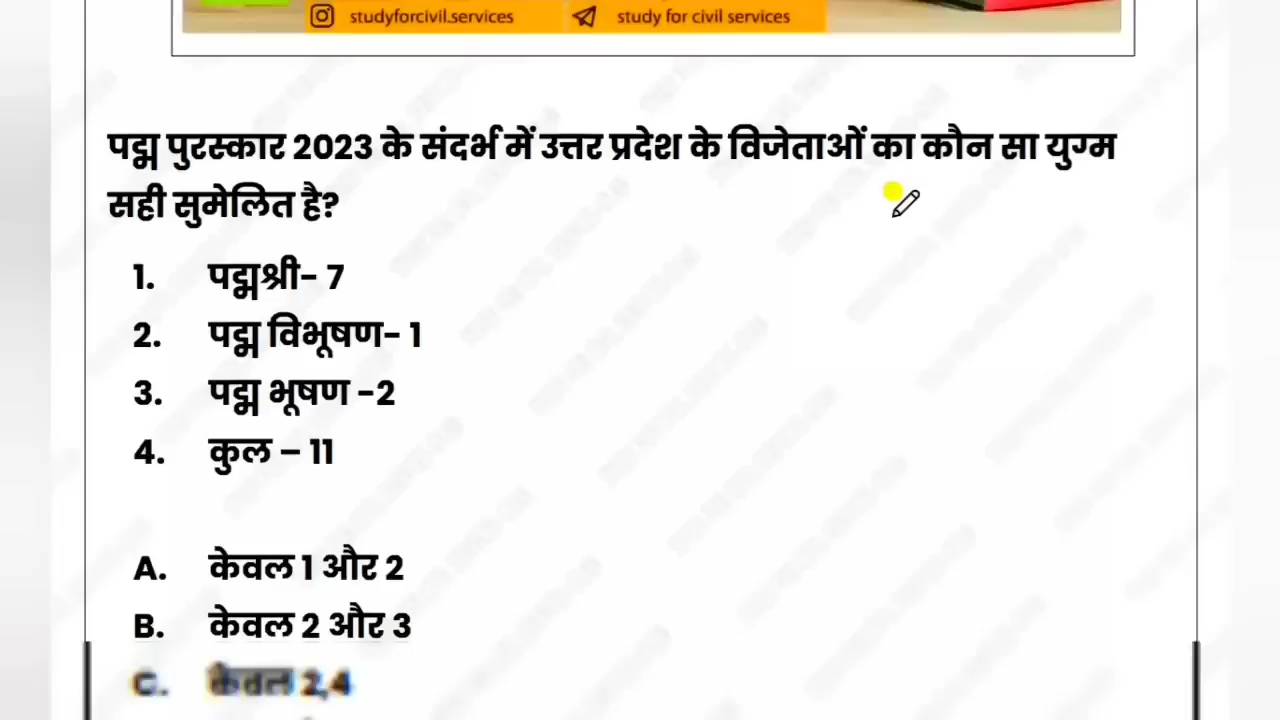 studyforcivil.services study for civil services
पद्म पुरस्कार 2023 के संदर्भ में उत्तर प्रदेश के विजेताओं का कौन सा युग्म
सही सुमेलित है?
1. पद्मश्री- 7
2. पद्म विभूषण- 1
3. पद्म भूषण -2
4. कुल – 11
A. केवल 1 और 2
B. केवल 2 और 3
C. केवल 2,4